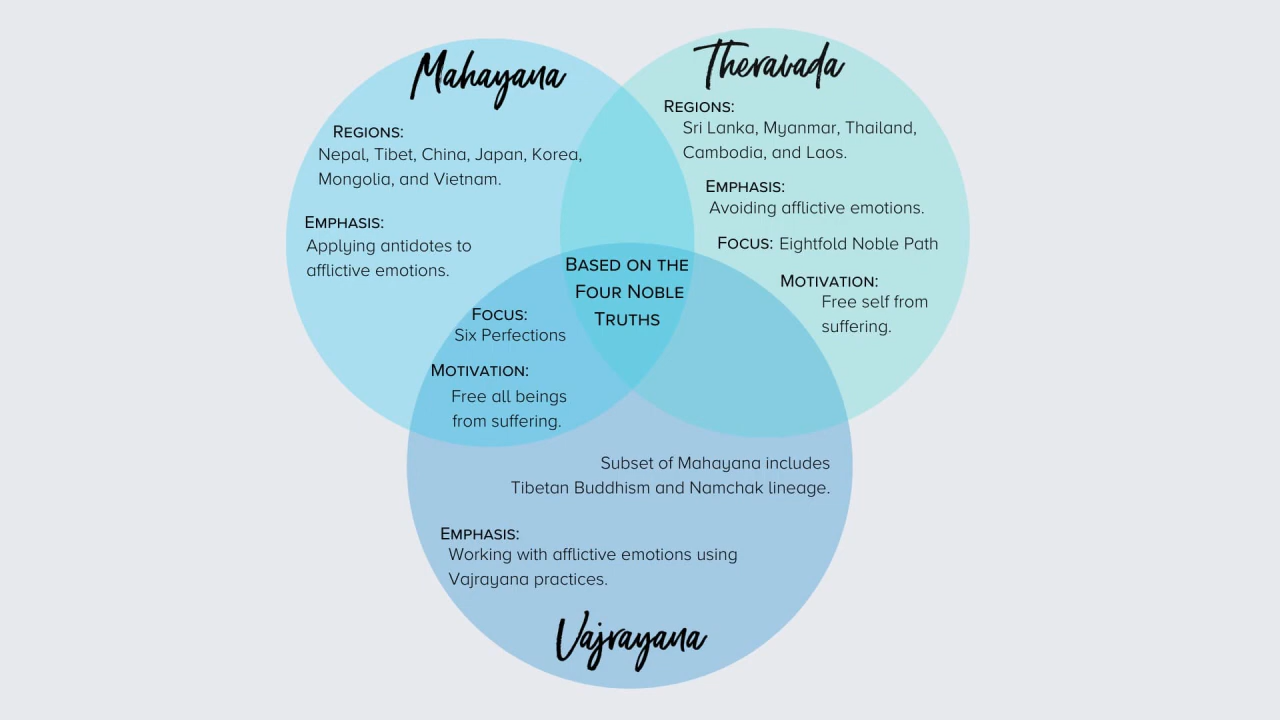 Mahayana
REGIONS:
Nepal, Tibet, China, Japan, Korea,
Mongolia, and Vietnam.
EMPHASIS:
Applying antidotes to
afflictive emotions.
Theravada
REGIONS:
Sri Lanka, Myanmar, Thailand,
Cambodia, and Laos.
EMPHASIS:
Avoiding afflictive emotions.
FOCUS: Eightfold Noble Path
MOTIVATION:
Free self from
suffering.
BASED ON THE
FOUR NOBLE
TRUTHS
FOCUS:
Six Perfections
MOTIVATION:
Free all beings
from suffering.
Subset of Mahayana includes
Tibetan Buddhism and Namchak lineage.
EMPHASIS:
Working with afflictive emotions using
Vajrayana practices.
Vajrayana